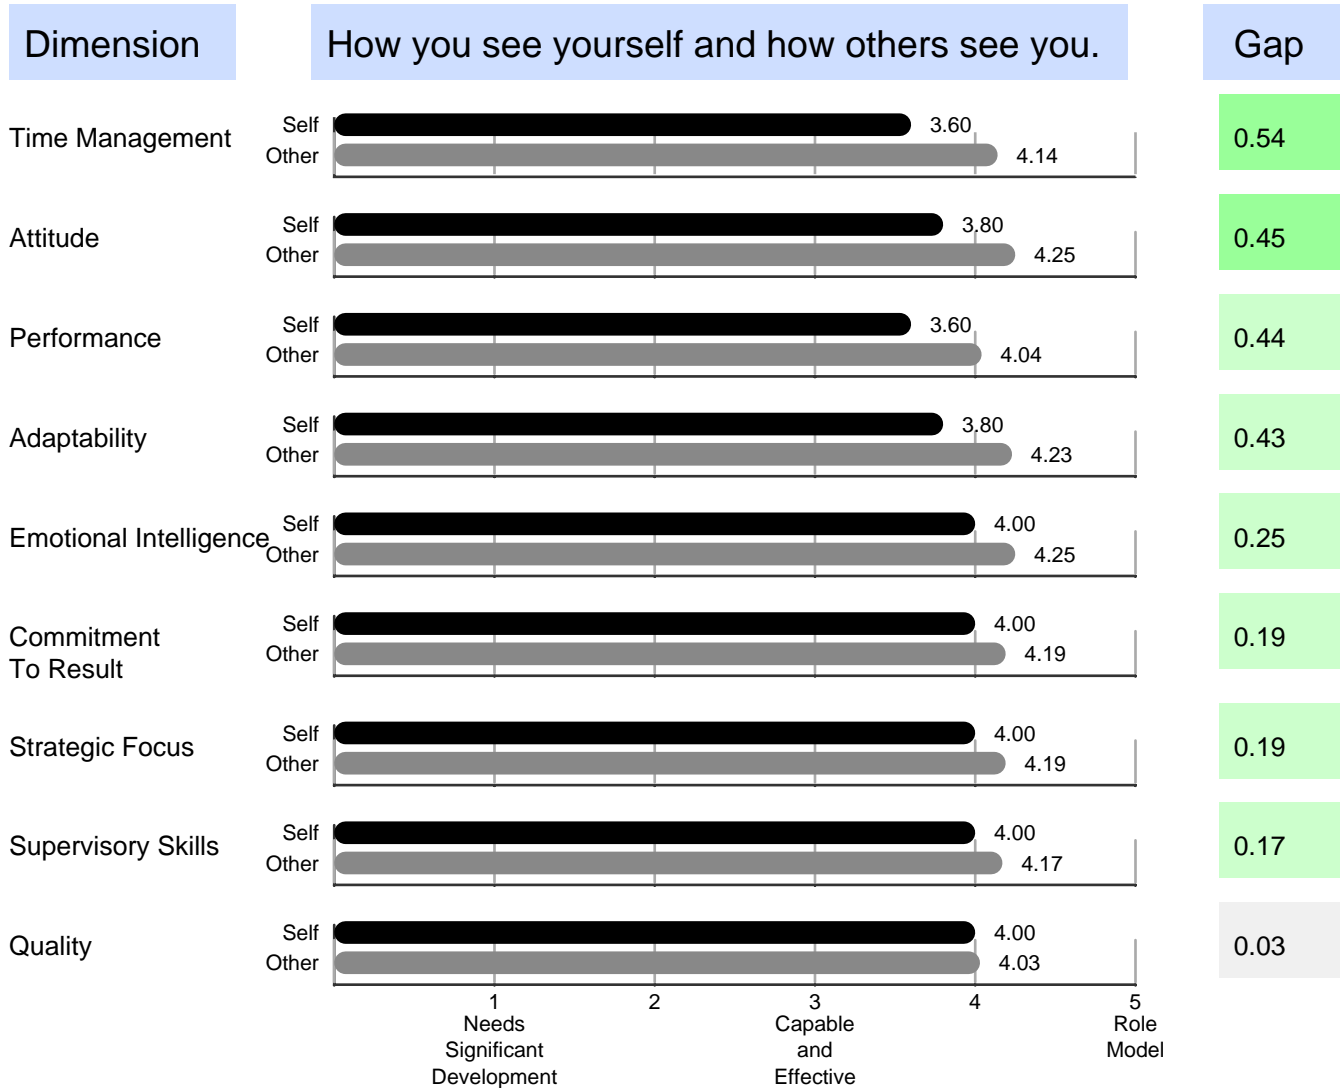 Dimension
How you see yourself and how others see you.
Gap
Time Management
Self
3.60
Other
4.14
0.54
Attitude
Self
3.80
Other
4.25
0.45
Performance
Self
3.60
Other
4.04
0.44
Adaptability
Self
3.80
Other
4.23
0.43
Emotional Intelligence
Self
4.00
Other
4.25
0.25
Commitment
To Result
Self
4.00
Other
4.19
0.19
Strategic Focus
Self
4.00
Other
4.19
0.19
Supervisory Skills
Self
4.00
Other
4.17
0.17
Quality
Self
4.00
Other
4.03
0.03
1
Needs
Significant
Development
2
3
Capable
and
Effective
4
5
Role
Model